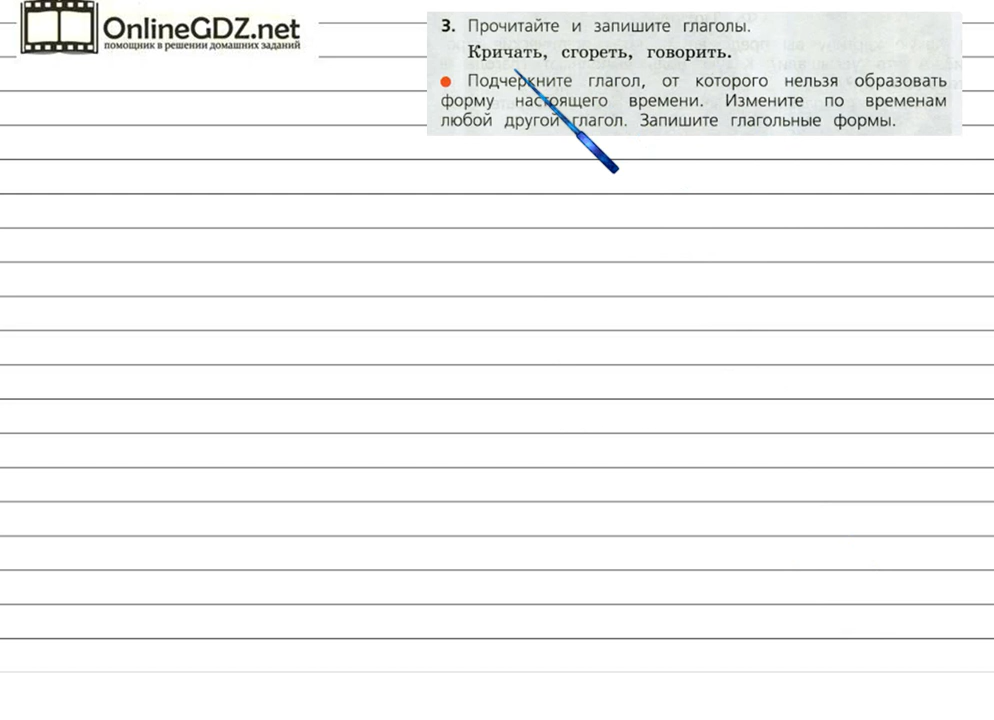 OnlineGDZ.net
помощник в решении домашних заданий
3. Прочитайте и запишите глаголы.
Кричать, сгореть, говорить.
Подчеркните глагол, от которого нельзя образовать
форму настоящего времени. Измените по временам
любой другой глагол. Запишите глагольные формы.